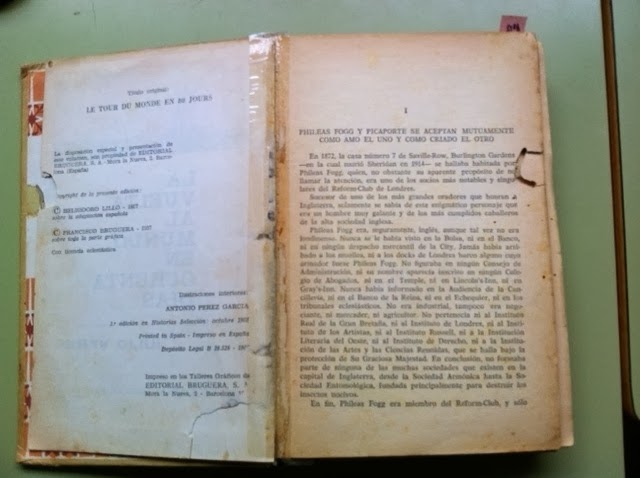 04
Título original:
LE TOUR DU MONDE EN 80 JOURS
La disposición especial y presentación de
este volumen, son propiedad de EDITORIAL
BRUGUERA, S. A. - Mora la Nueva, 2. Barce-
lona (España)
Copyright de la presente edición:
© HELIODORO LILLO - 1957
sobre la adaptación española
© FRANCISCO BRUGUERA - 1957
sobre toda la parte gráfica
Con licencia eclesiástica
Ilustraciones interiores:
ANTONIO PEREZ GARCIA
1.ª edición en Historias Selección: octubre
Printed in Spain - Impreso en España
Depósito Legal B
Impreso en los Talleres Gráficos de
EDITORIAL BRUGUERA, S.
Mora la Nueva, 2 - Barcelona
I
PHILEAS FOGG Y PICAPORTE SE ACEPTAN MUTUAMENTE
COMO AMO EL UNO Y COMO CRIADO EL OTRO
En 1872, la casa número 7 de Saville-Row, Burlington Gardens
—en la cual murió Sheridan en 1814— se hallaba habitada por
Phileas Fogg, quien, no obstante su aparente propósito de no
llamar la atención, era uno de los socios más notables y singu-
lares del Reform-Club de Londres.
Sucesor de uno de los más grandes oradores que honran a
Inglaterra, solamente se sabía de este enigmático personaje que
era un hombre muy galante y de los más cumplidos caballeros
de la alta sociedad inglesa.
Phileas Fogg era, seguramente, inglés, aunque tal vez no era
londinense. Nunca se le había visto en la Bolsa, ni en el Banco,
ni en ningún despacho mercantil de la City. Jamás había arri-
bado a los muelles, ni a los docks de Londres barco alguno cuyo
armador fuese Phileas Fogg. No figuraba en ningún Consejo de
Administración, ni su nombre aparecía inscrito en ningún Cole-
gio de Abogados, ni en el Temple, ni en Lincoln's-Inn, ni en
Gray's-Inn. Nunca había informado en la Audiencia de la Can-
cillería, ni en el Banco de la Reina, ni en el Echequier, ni en los
tribunales eclesiásticos. No era industrial, tampoco era nego-
ciante, ni mercader, ni agricultor. No pertenecía ni al Instituto
Real de la Gran Bretaña, ni al Instituto de Londres, ni al Insti-
tuto de los Artistas, ni al Instituto Russell, ni a la Institución
Literaria del Oeste, ni al Instituto de Derecho, ni a la Institu-
ción de las Artes y las Ciencias Reunidas, que se halla bajo la
protección de Su Graciosa Majestad. En conclusión, no formaba
parte de ninguna de las muchas sociedades que existen en la
capital de Inglaterra, desde la Sociedad Armónica hasta la So-
ciedad Entomológica, fundada principalmente para destruir los
insectos nocivos.
En fin, Phileas Fogg era miembro del Reform-Club, y sólo